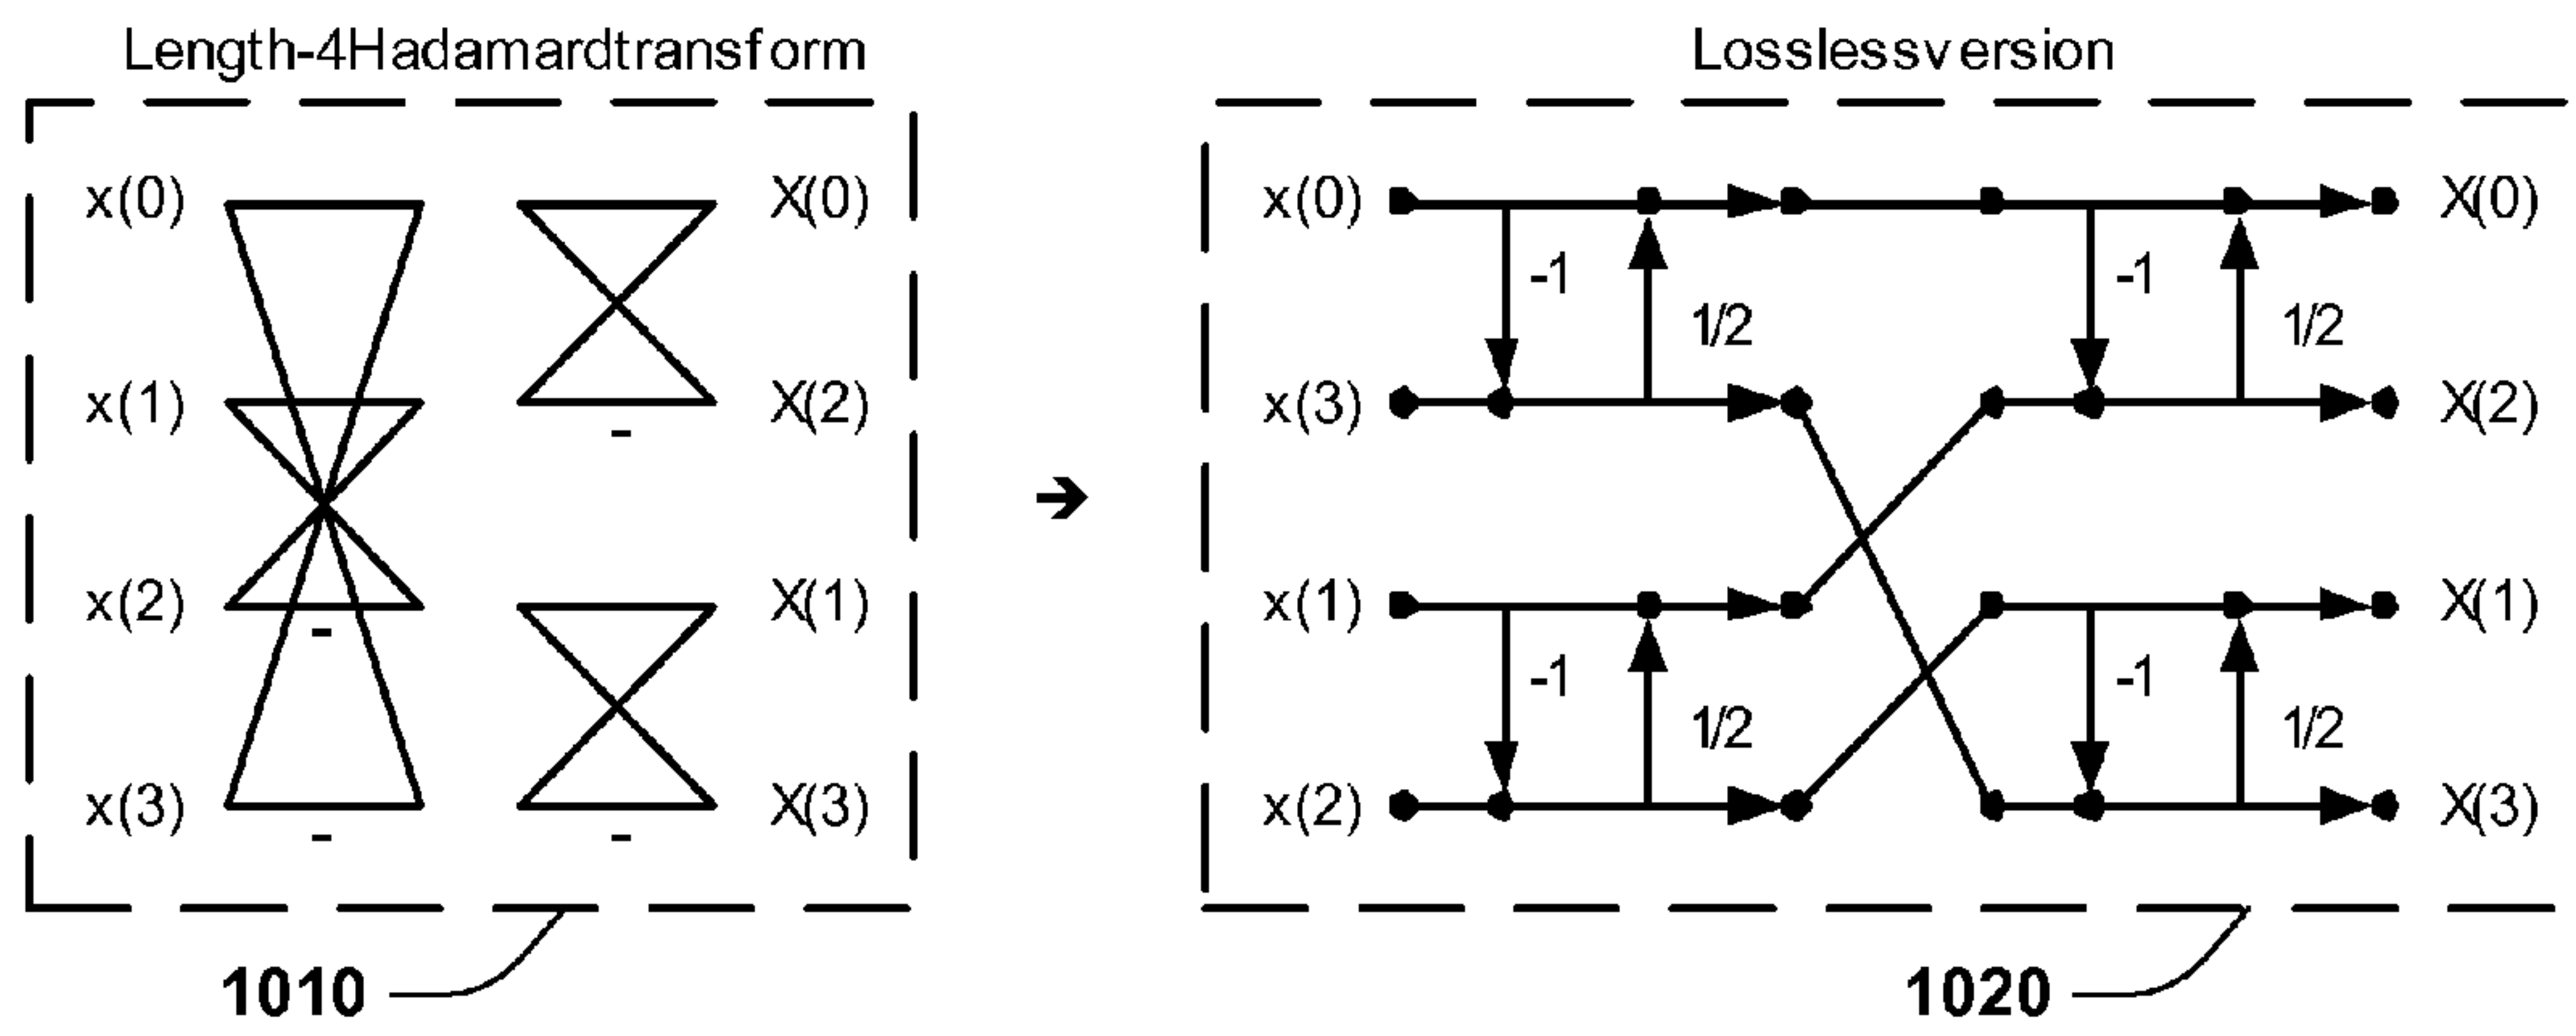 Length-4Hadamardtransform
x(0)
X(0)
x(1)
X(2)
-
x(2)
X(1)
-
x(3)
X(3)
-
-
1010
➔
Losslessversion
x(0)
X(0)
-1
1/2
-1
1/2
x(3)
X(2)
x(1)
X(1)
-1
1/2
-1
1/2
x(2)
X(3)
1020